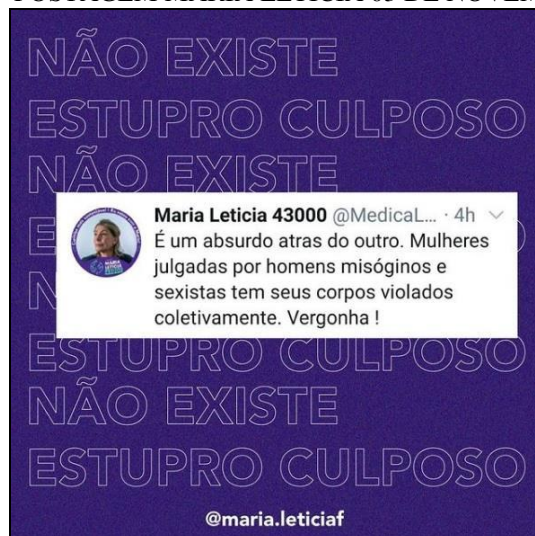 NÃO EXISTE
ESTUPRO CULPOSO
NÃO EXISTE
Maria Leticia 43000 @MedicaL... · 4h
É um absurdo atras do outro. Mulheres
julgadas por homens misóginos e
sexistas tem seus corpos violados
coletivamente. Vergonha !
ESTUPRO CULPOSO
NÃO EXISTE
ESTUPRO CULPOSO
@maria.leticiaf